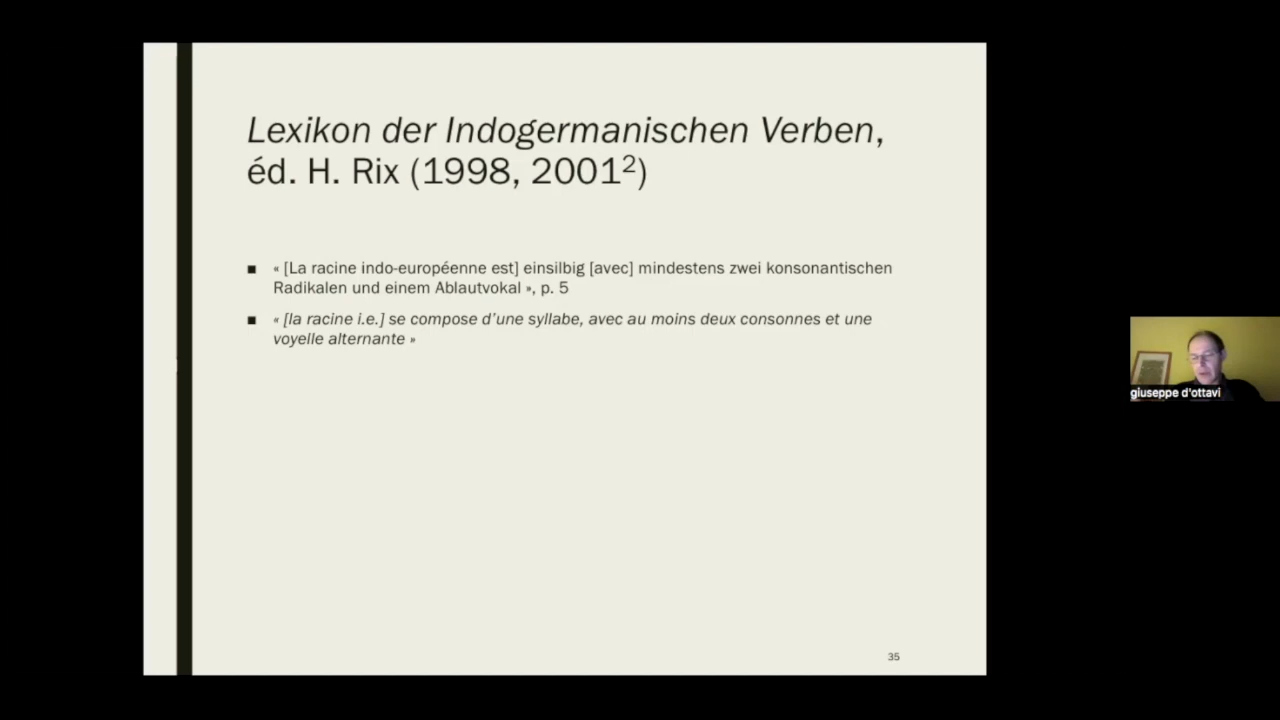 Lexikon der Indogermanischen Verben,
éd. H. Rix (1998, 2001²)
■ « [La racine indo-européenne est] einsilbig [avec] mindestens zwei konsonantischen
Radikalen und einem Ablautvokal », p. 5
■ « [la racine i.e.] se compose d’une syllabe, avec au moins deux consonnes et une
voyelle alternante »
giuseppe d'ottavi
35